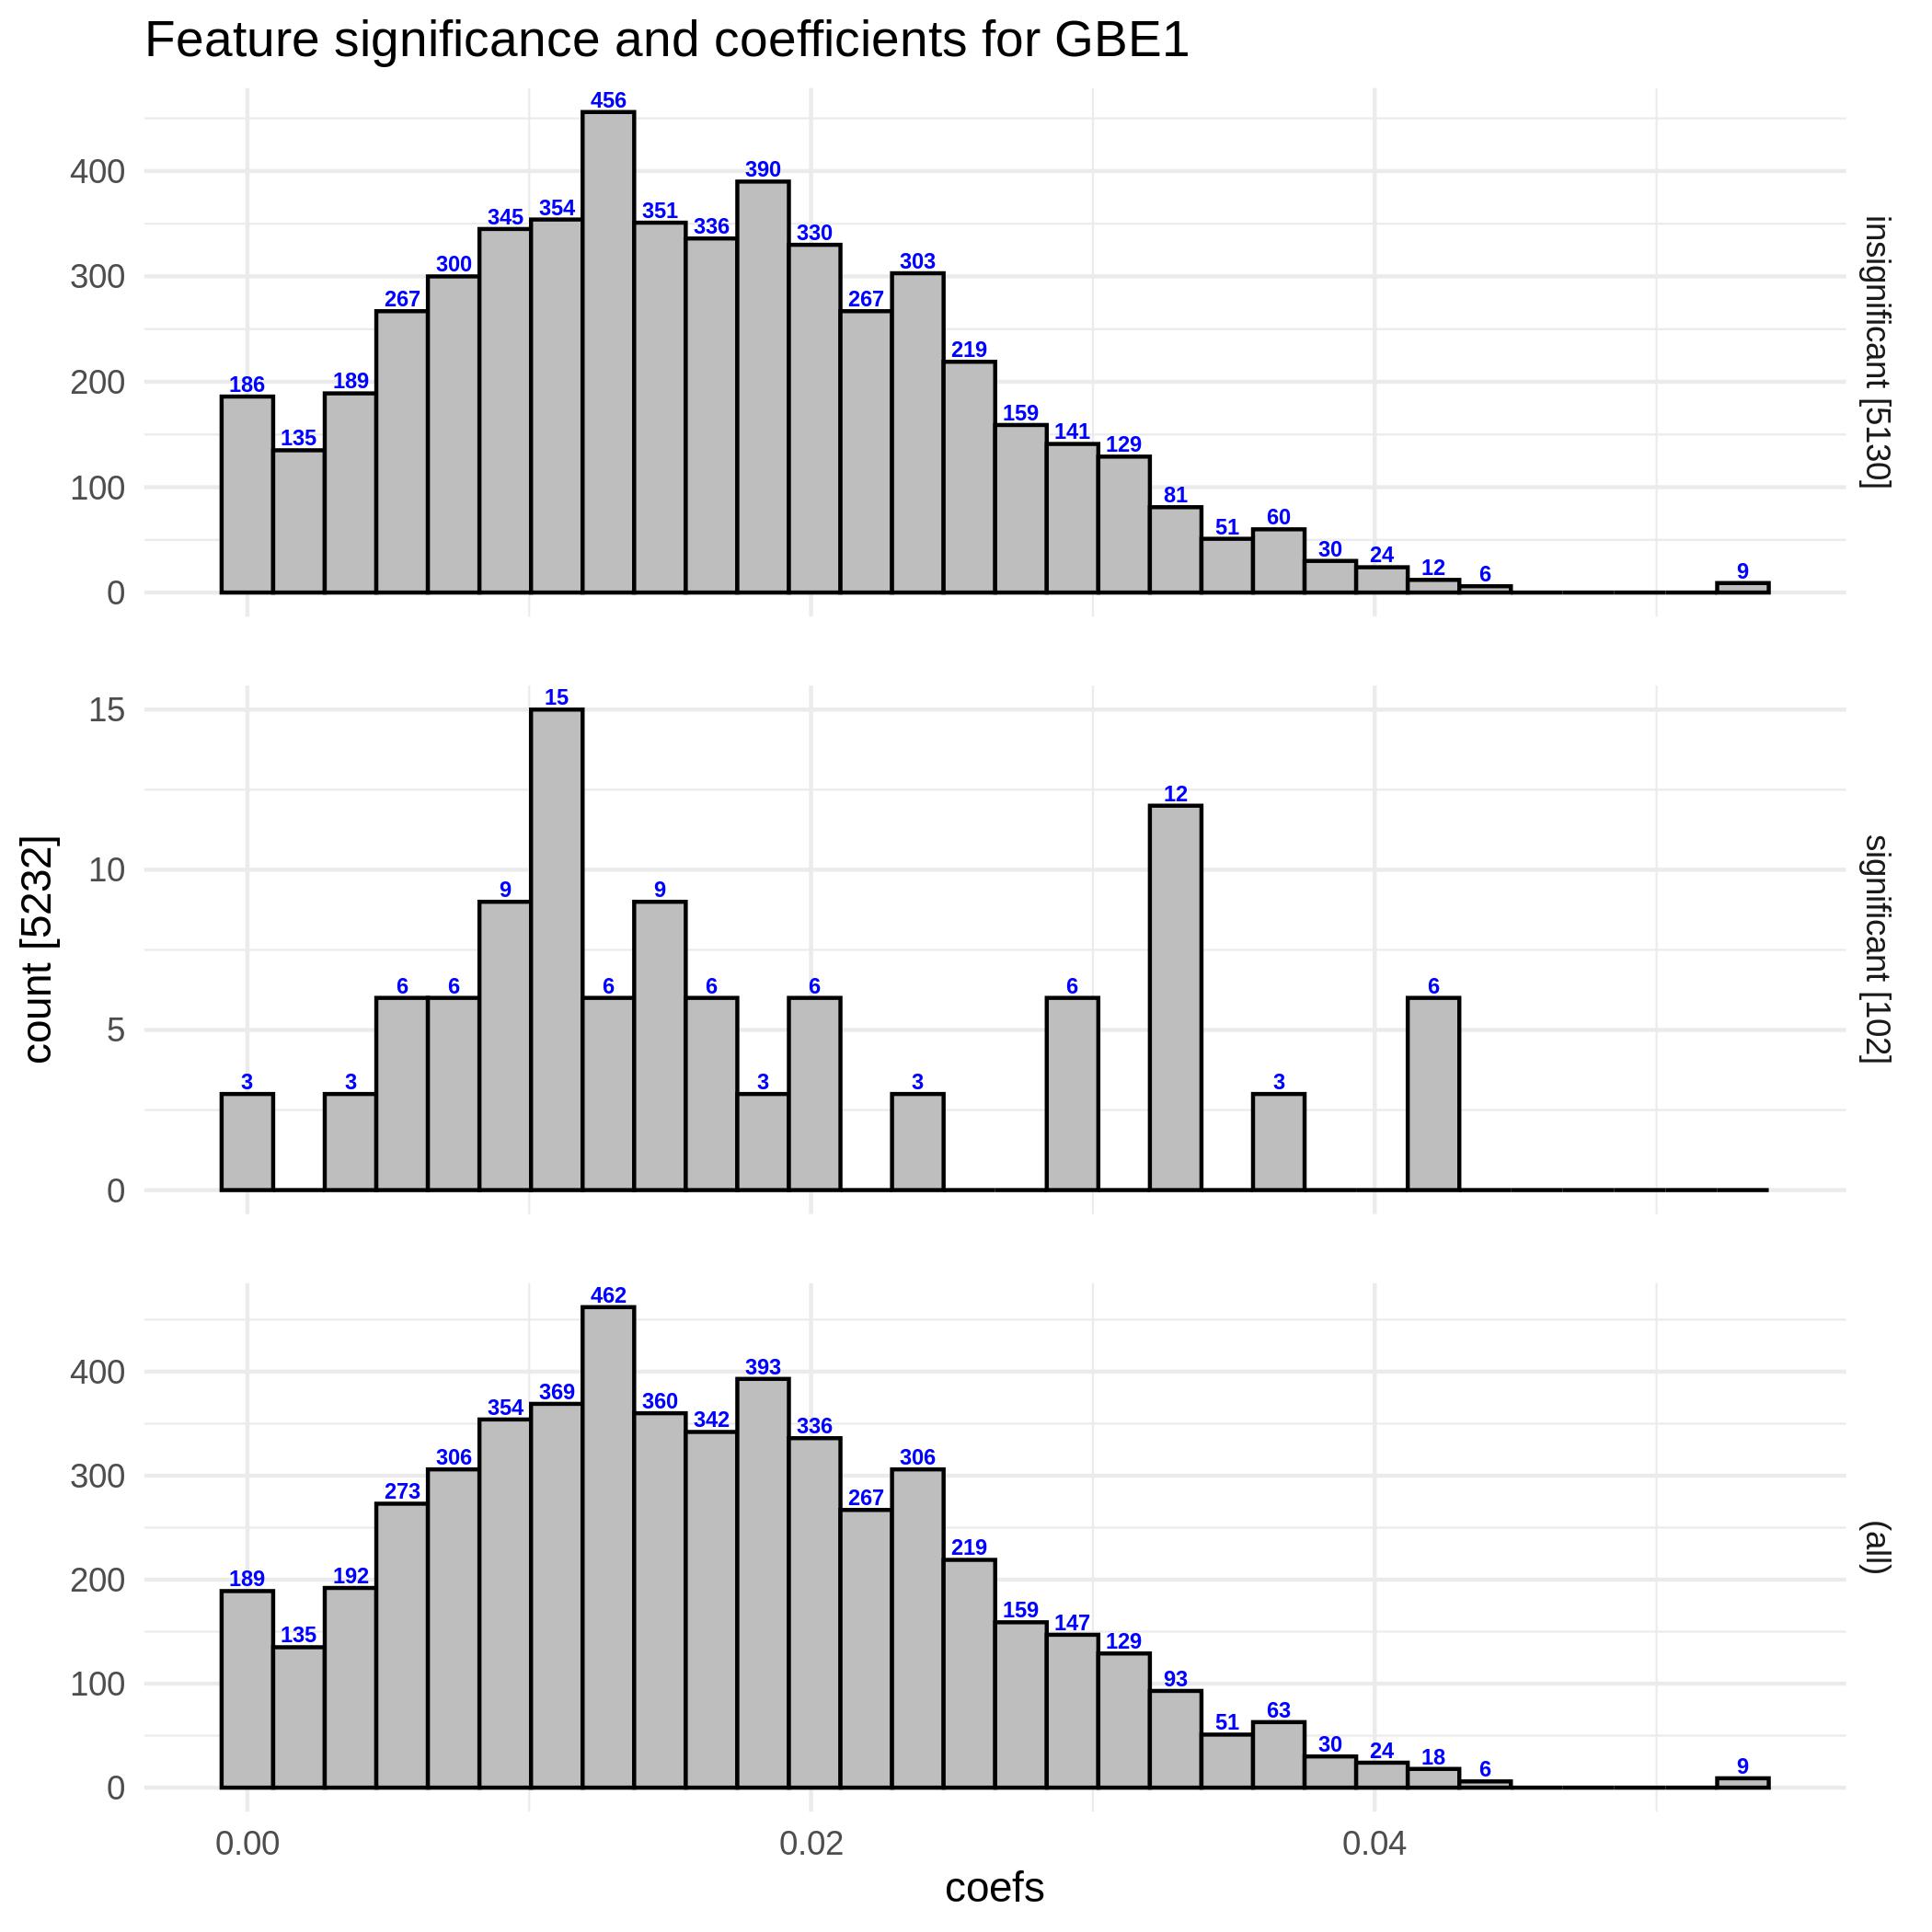 Feature significance and coefficients for GBE1
456
390
345 354 351 336 330
300 303
267 267
219
186 189
159
135 141 129
81
51 60
30 24 12 6 9
400
300
200
100
0
insignificant [5130]
15
12
9 9
6 6 6 6 6 6 6
3 3 3 3 3
15
10
5
0
significant [102]
count [5232]
462
393
354 369 360 342 336
306 306
273 267
219
189 192
159
135 147 129
93
51 63
30 24 18 6 9
400
300
200
100
0
(all)
0.00 0.02 0.04
coefs